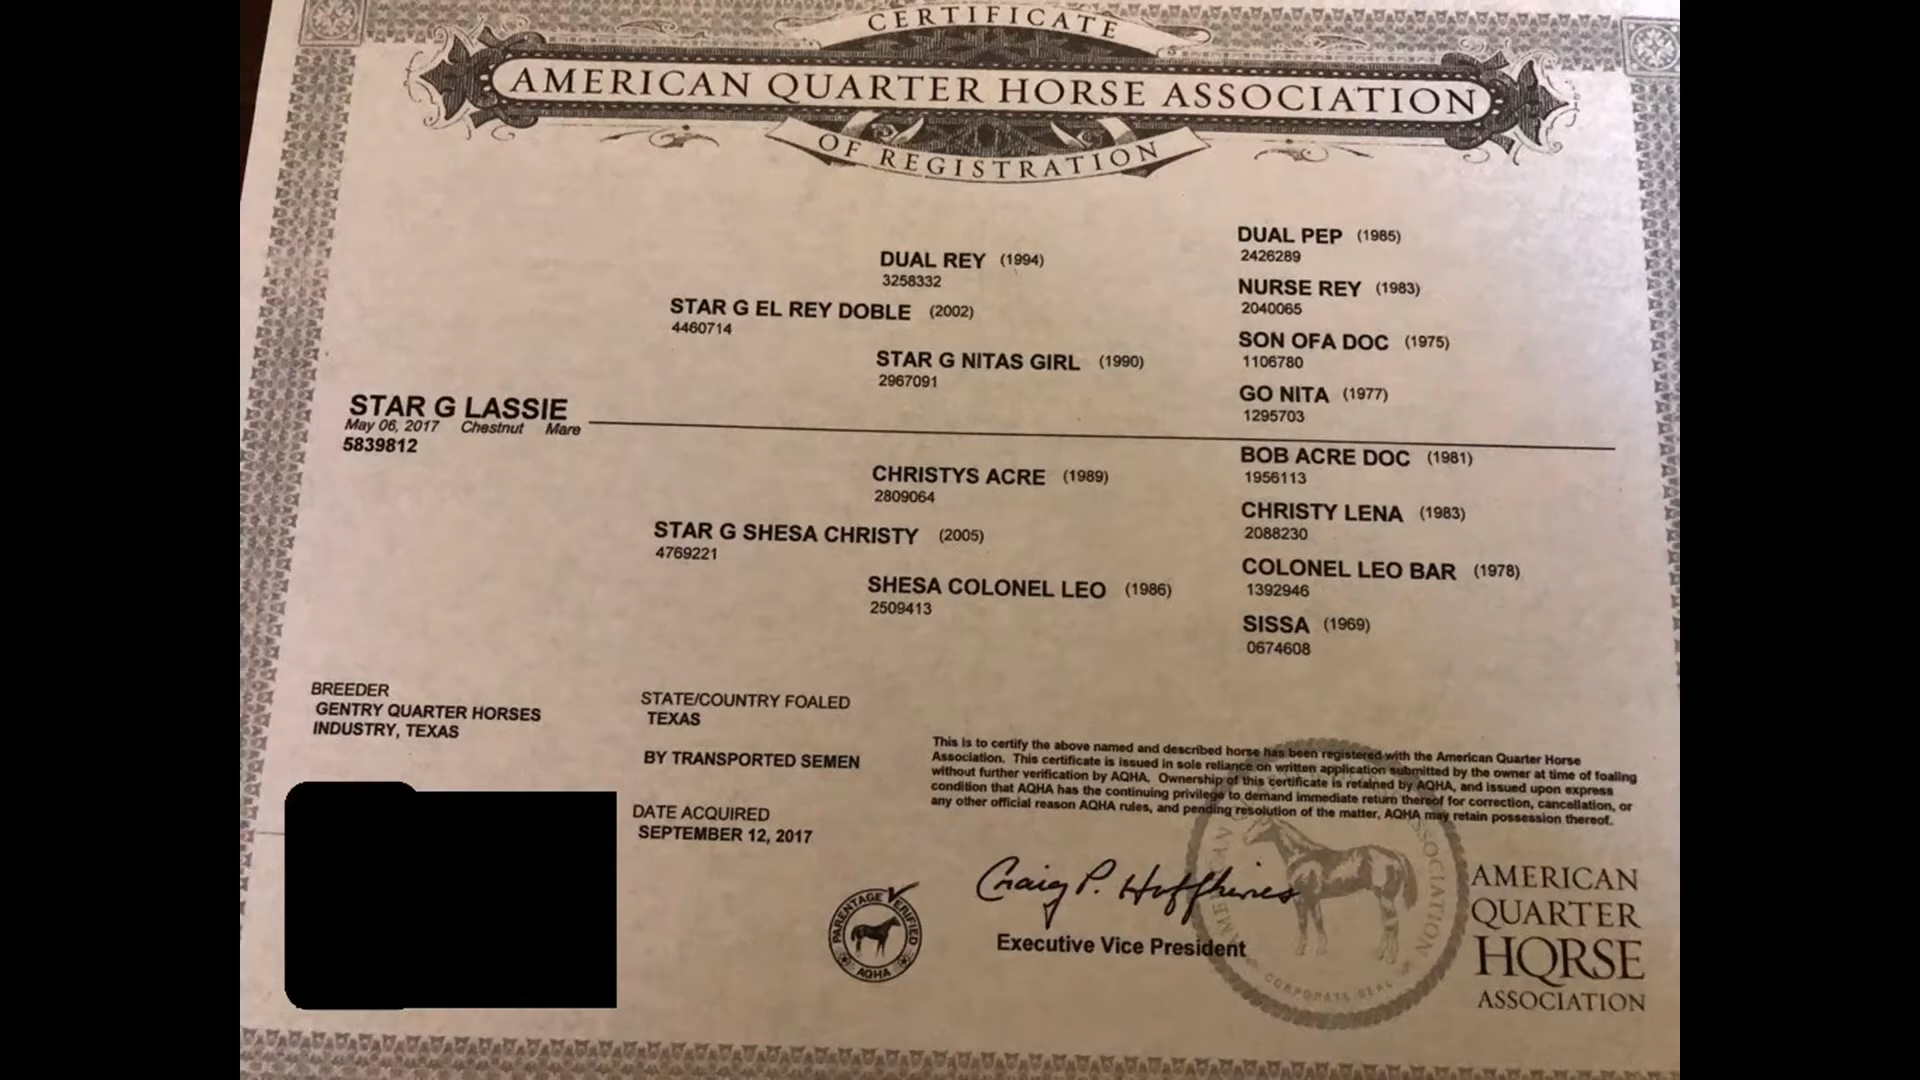 CERTIFICATE
AMERICAN QUARTER HORSE ASSOCIATION
OF REGISTRATION
DUAL PEP (1985)
2426289
DUAL REY (1994)
3258332
NURSE REY (1983)
2040065
STAR G EL REY DOBLE (2002)
4460714
SON OFA DOC (1975)
1106780
STAR G NITAS GIRL (1990)
2967091
GO NITA (1977)
1295703
STAR G LASSIE
May 06, 2017 Chestnut Mare
5839812
BOB ACRE DOC (1981)
1956113
CHRISTYS ACRE (1989)
2809064
CHRISTY LENA (1983)
2088230
STAR G SHESA CHRISTY (2005)
4769221
COLONEL LEO BAR (1978)
1392946
SHESA COLONEL LEO (1986)
2509413
SISSA (1969)
0674608
BREEDER
GENTRY QUARTER HORSES
INDUSTRY, TEXAS
STATE/COUNTRY FOALED
TEXAS
BY TRANSPORTED SEMEN
DATE ACQUIRED
SEPTEMBER 12, 2017
This is to certify the above named and described horse has been registered with the American Quarter Horse
Association. This certificate is issued in sole reliance on written application submitted by the owner at time of foaling
without further verification by AQHA. Ownership of this certificate is retained by AQHA, and issued upon express
condition that AQHA has the continuing privilege to demand immediate return thereof for correction, cancellation, or
any other official reason AQHA rules, and pending resolution of the matter, AQHA may retain possession thereof.
PARENTAGE VERIFIED
AQHA
Craig P. Huffhines
Executive Vice President
ASSOCIATION
CORPORATE SEAL
AMERICAN
QUARTER
HORSE
ASSOCIATION